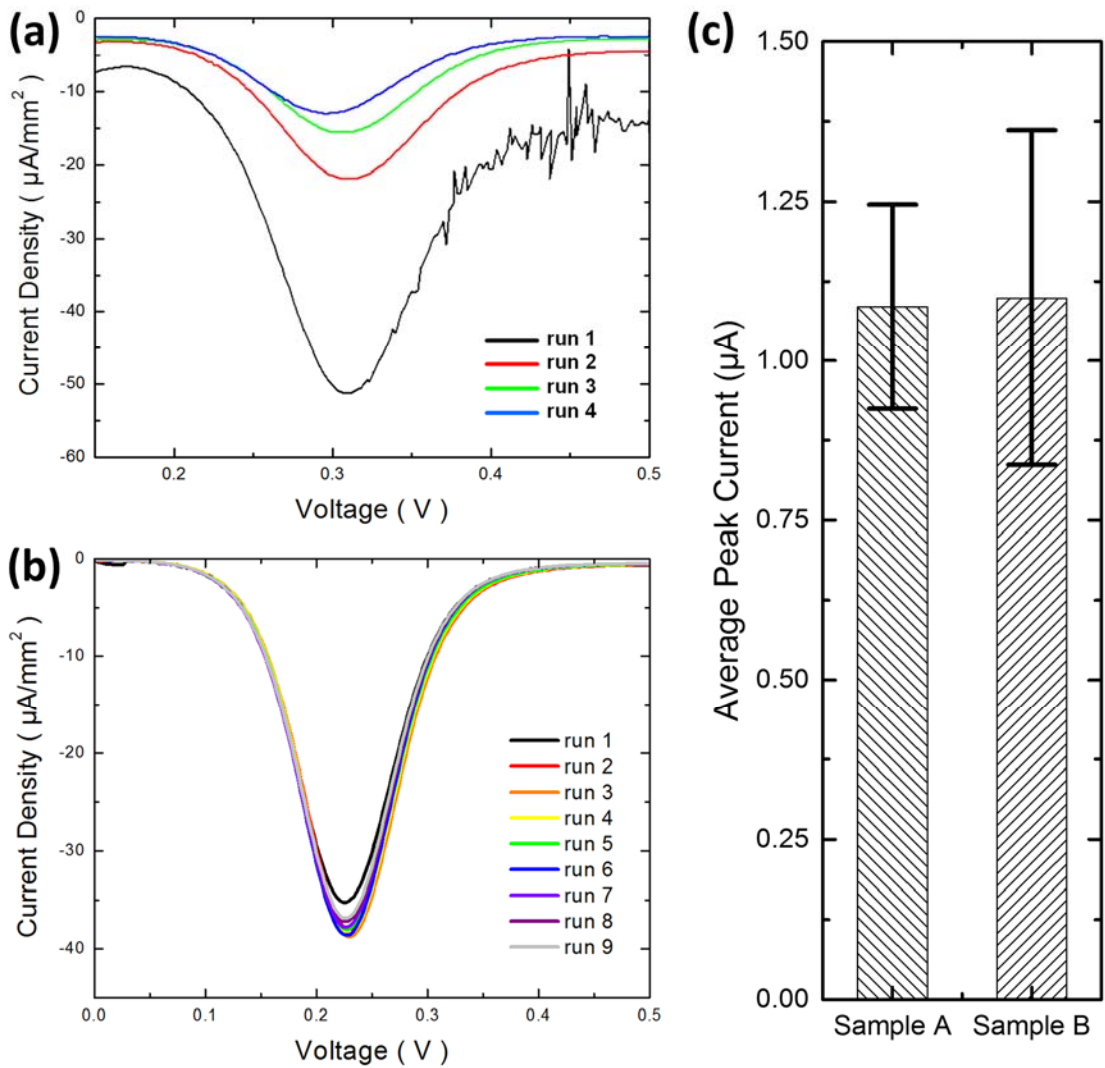 (a)
0
-10
-20
-30
-40
-50
-60
Current Density ( µA/mm²)
run 1
run 2
run 3
run 4
0.2
0.3
0.4
0.5
Voltage ( V )
(b)
0
-10
-20
-30
-40
Current Density ( µA/mm²)
run 1
run 2
run 3
run 4
run 5
run 6
run 7
run 8
run 9
0.0
0.1
0.2
0.3
0.4
0.5
Voltage ( V )
(c)
1.50
1.25
1.00
0.75
0.50
0.25
0.00
Average Peak Current (µA)
Sample A Sample B